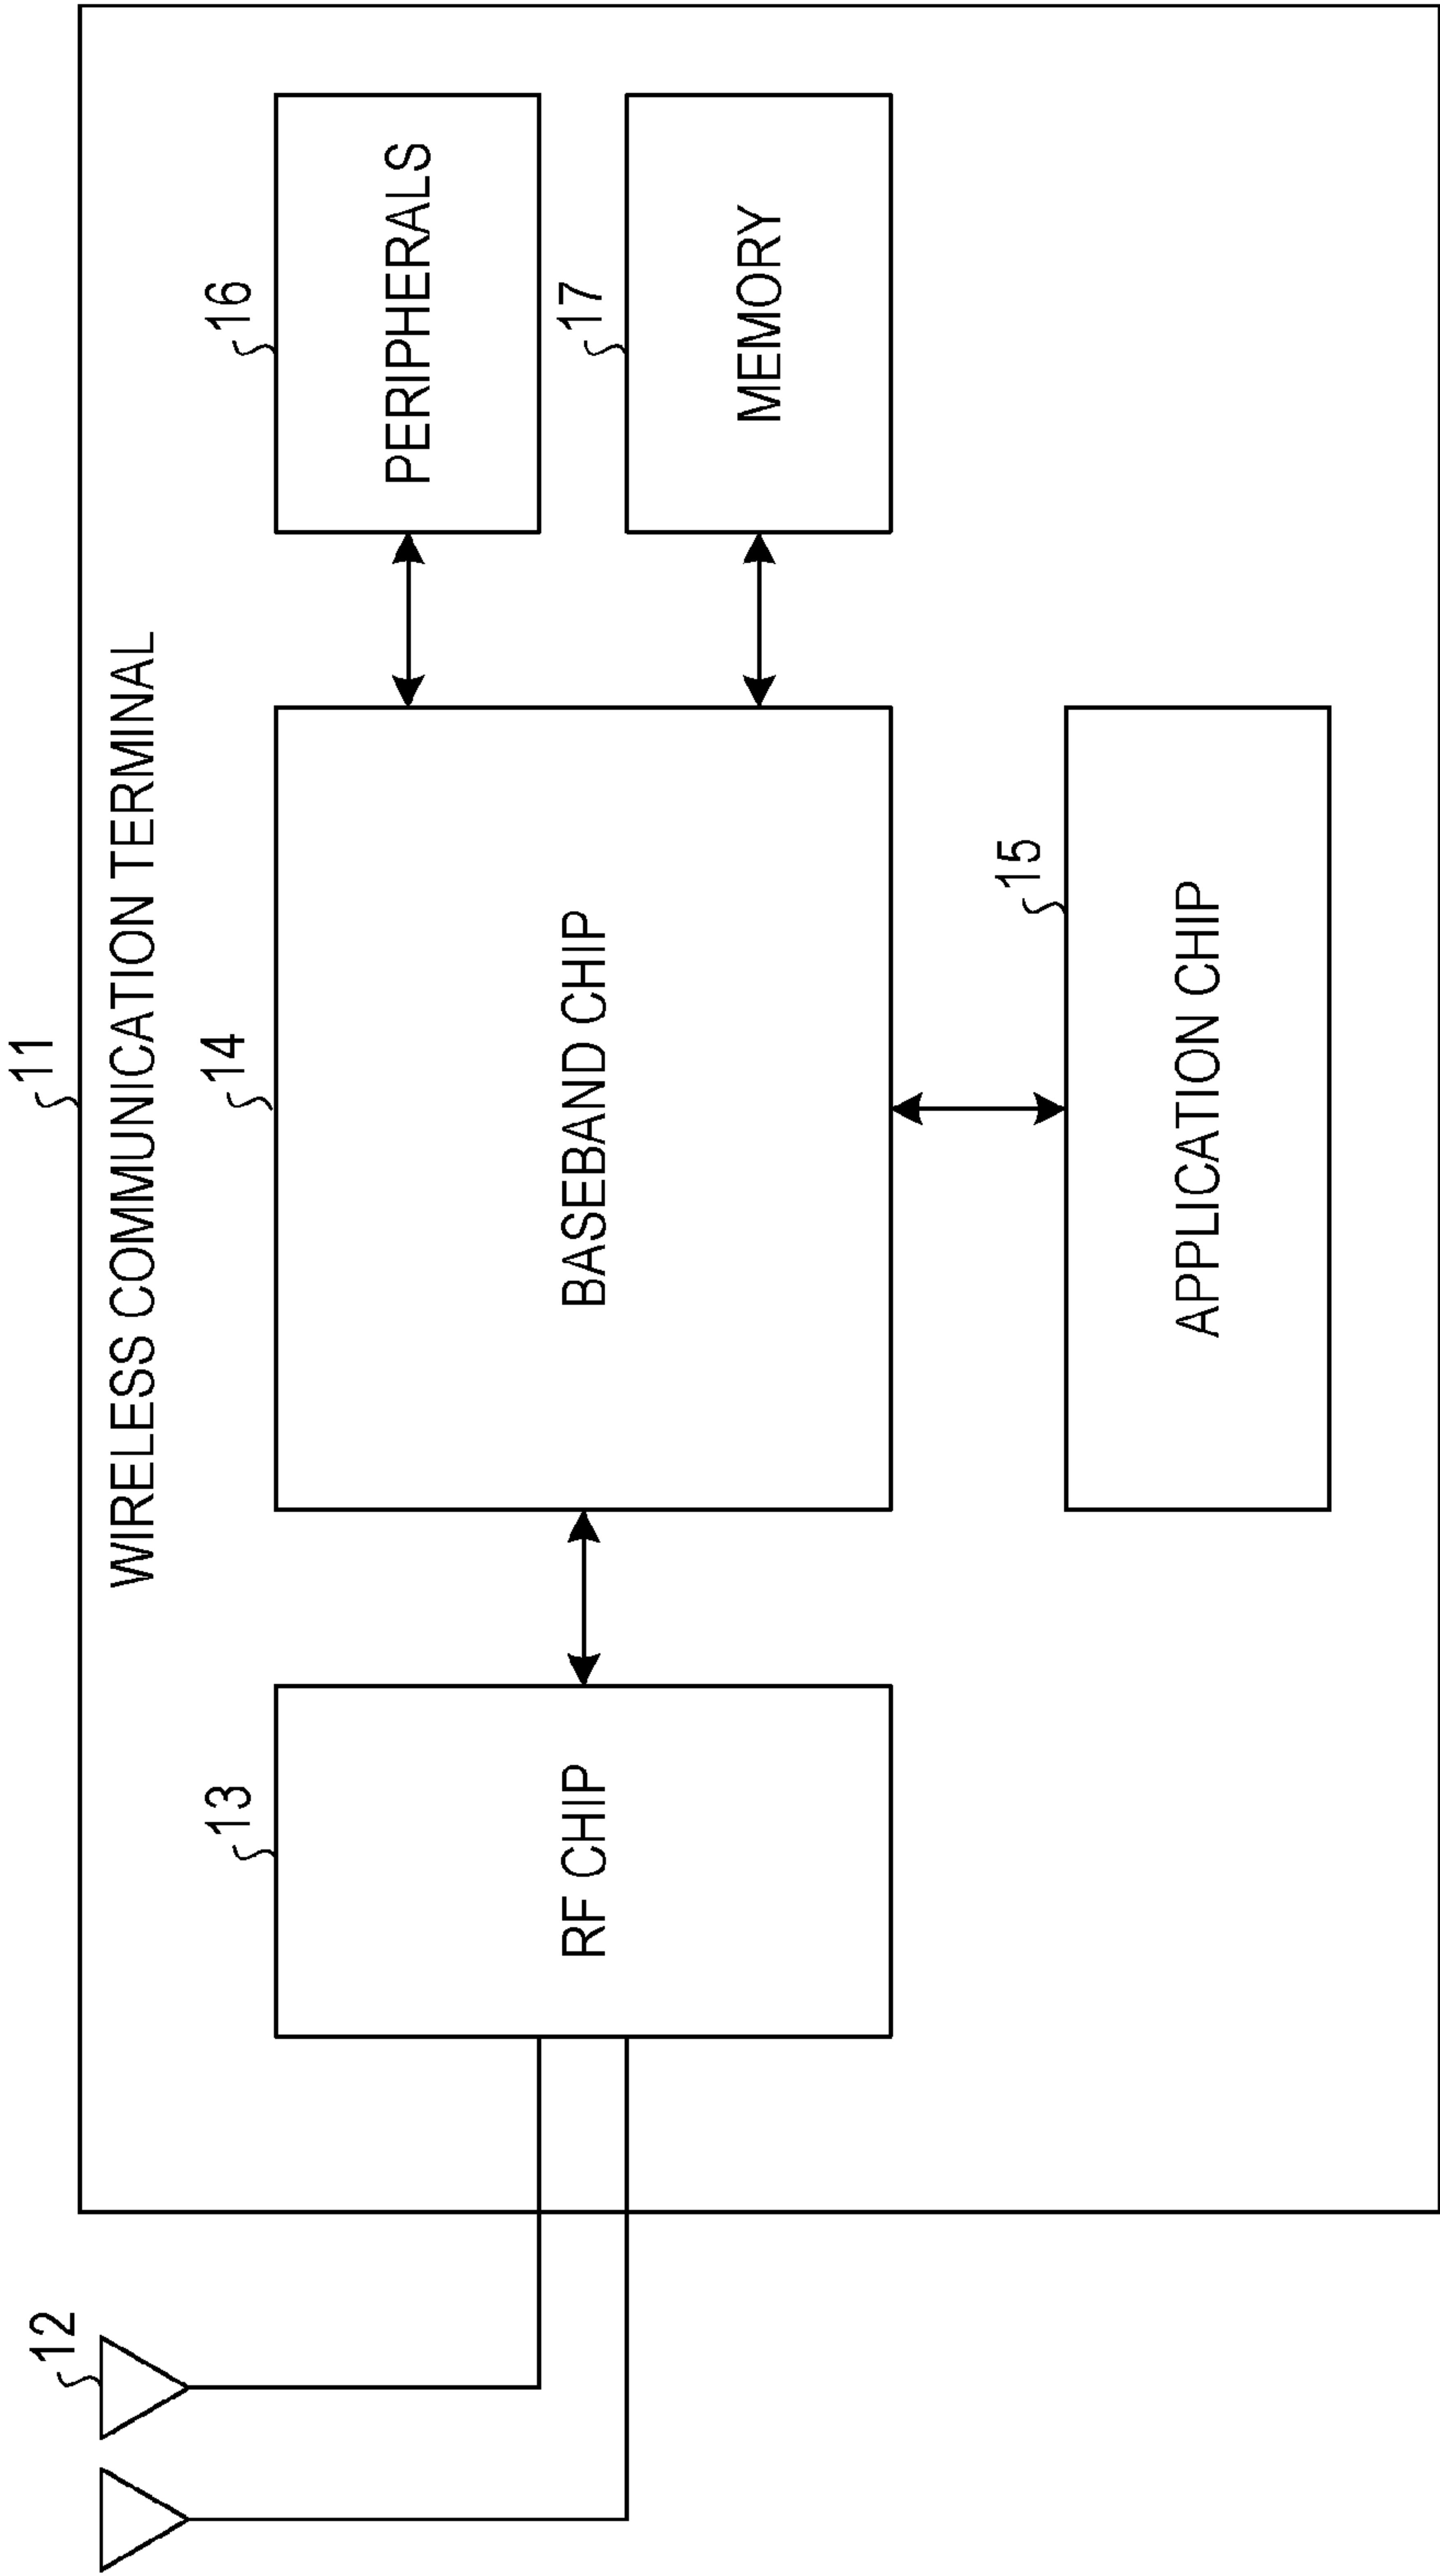 11
WIRELESS COMMUNICATION TERMINAL
12
13
RF CHIP
14
BASEBAND CHIP
16
PERIPHERALS
17
MEMORY
15
APPLICATION CHIP